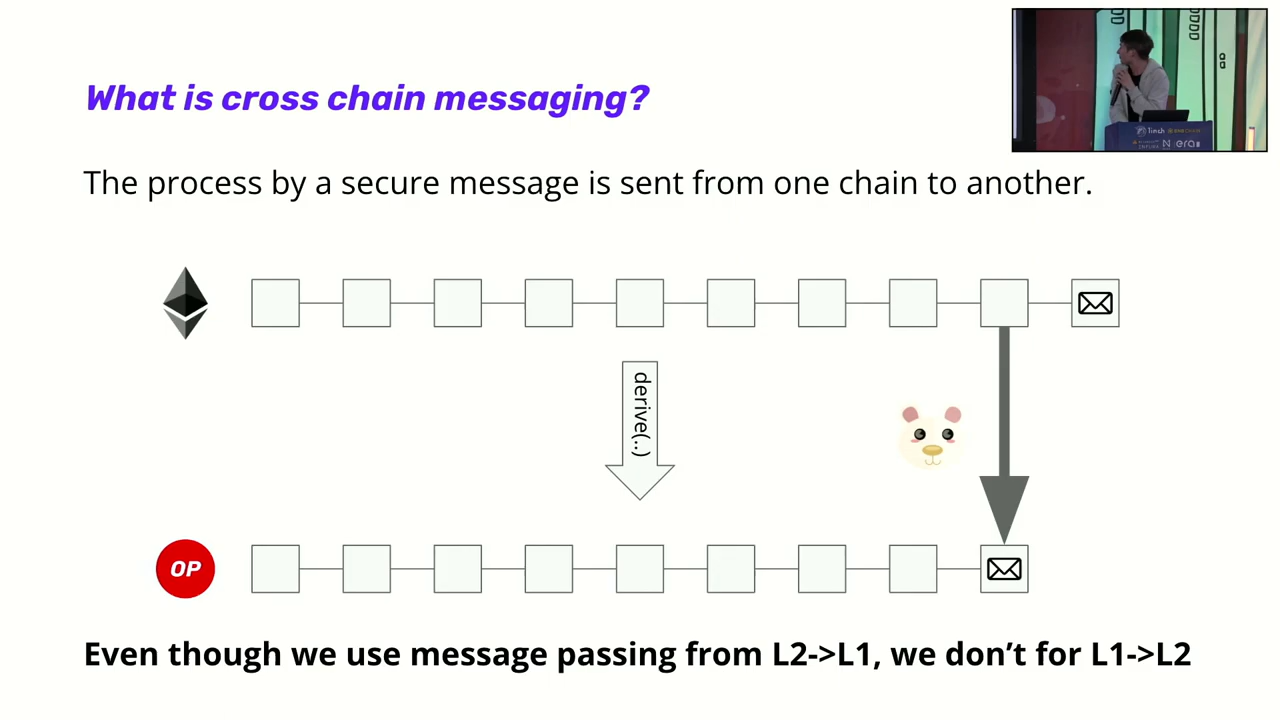 What is cross chain messaging?
The process by a secure message is sent from one chain to another.
derive(..)
OP
Even though we use message passing from L2->L1, we don’t for L1->L2
1inch